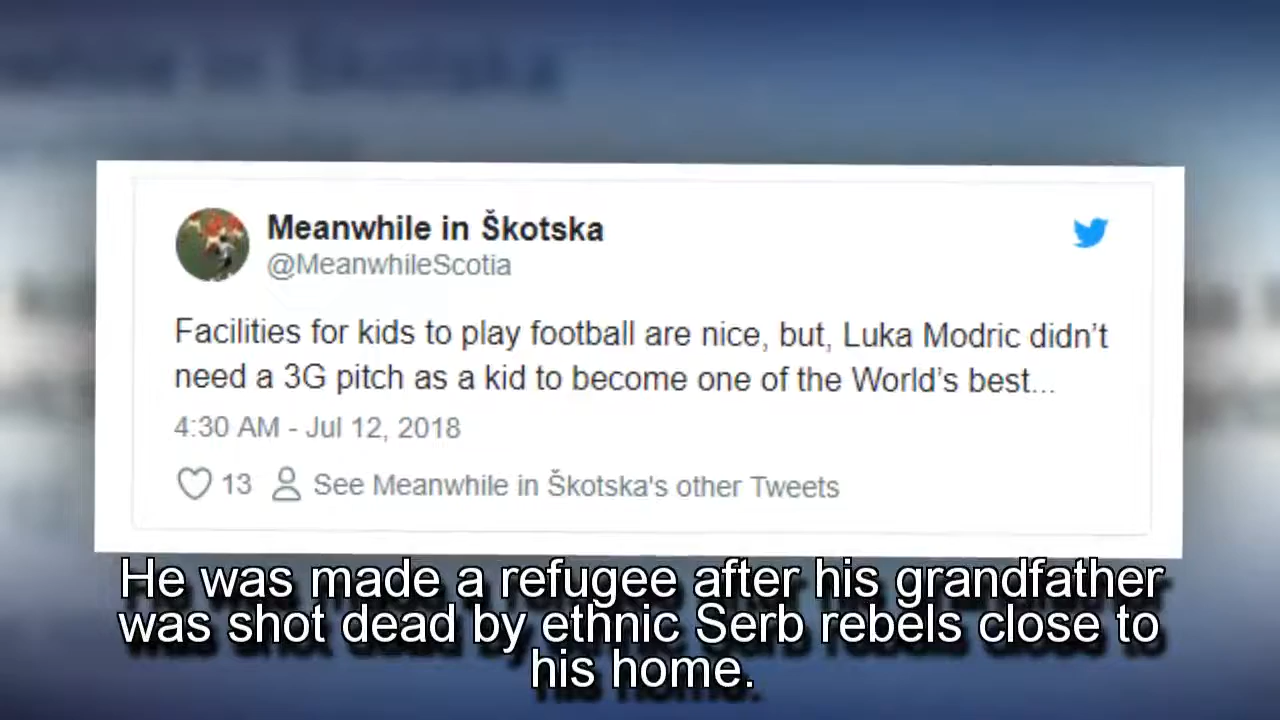 Meanwhile in Škotska
@MeanwhileScotia
Facilities for kids to play football are nice, but, Luka Modric didn’t
need a 3G pitch as a kid to become one of the World’s best...
4:30 AM - Jul 12, 2018
13 See Meanwhile in Škotska's other Tweets
He was made a refugee after his grandfather
was shot dead by ethnic Serb rebels close to
his home.